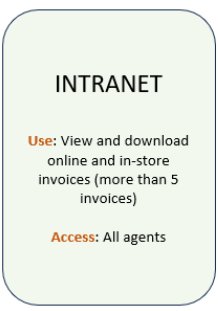 INTRANET
Use: View and download
online and in-store
invoices (more than 5
invoices)
Access: All agents